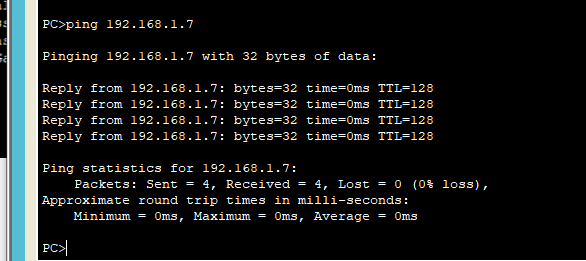 PC>ping 192.168.1.7
Pinging 192.168.1.7 with 32 bytes of data:
Reply from 192.168.1.7: bytes=32 time=0ms TTL=128
Reply from 192.168.1.7: bytes=32 time=0ms TTL=128
Reply from 192.168.1.7: bytes=32 time=0ms TTL=128
Reply from 192.168.1.7: bytes=32 time=0ms TTL=128
Ping statistics for 192.168.1.7:
Packets: Sent = 4, Received = 4, Lost = 0 (0% loss),
Approximate round trip times in milli-seconds:
Minimum = 0ms, Maximum = 0ms, Average = 0ms
PC>